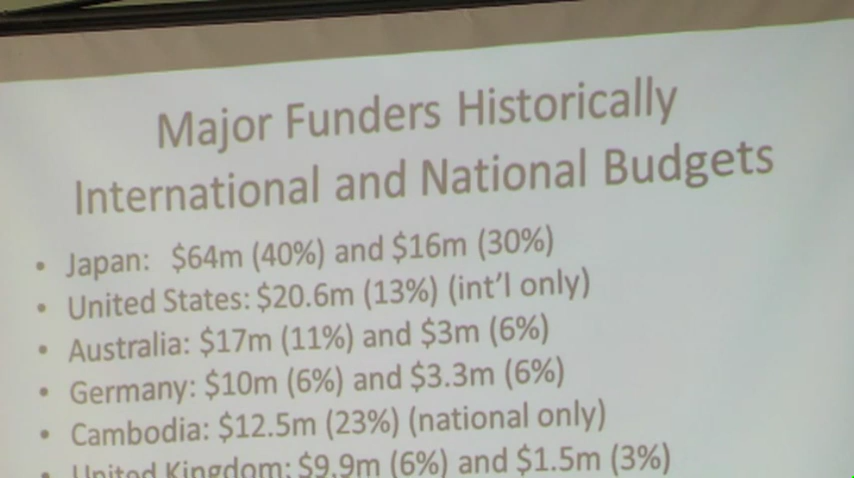 Major Funders Historically
International and National Budgets
• Japan: $64m (40%) and $16m (30%)
• United States: $20.6m (13%) (int'l only)
• Australia: $17m (11%) and $3m (6%)
• Germany: $10m (6%) and $3.3m (6%)
• Cambodia: $12.5m (23%) (national only)
• United Kingdom: $9.9m (6%) and $1.5m (3%)